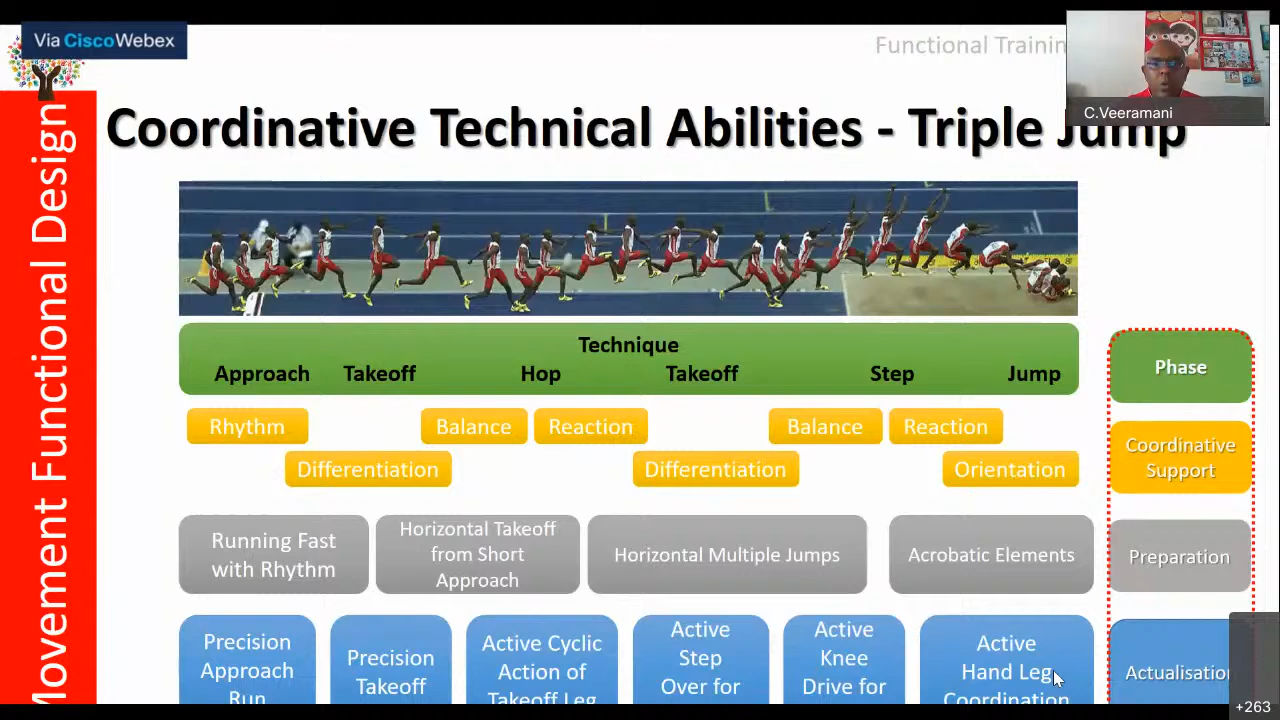 Via CiscoWebex
Functional Trainin
C.Veeramani
Movement Functional Design
Coordinative Technical Abilities - Triple Jump
Technique
Approach Takeoff Hop Takeoff Step Jump
Phase
Rhythm Balance Reaction Balance Reaction
Differentiation Differentiation Orientation
Coordinative
Support
Running Fast
with Rhythm
Horizontal Takeoff
from Short
Approach
Horizontal Multiple Jumps
Acrobatic Elements
Preparation
Precision
Approach
Run
Precision
Takeoff
Active Cyclic
Action of
Takeoff Leg
Active
Step
Over for
Active
Knee
Drive for
Active
Hand Leg
Coordination
Actualisation
+263